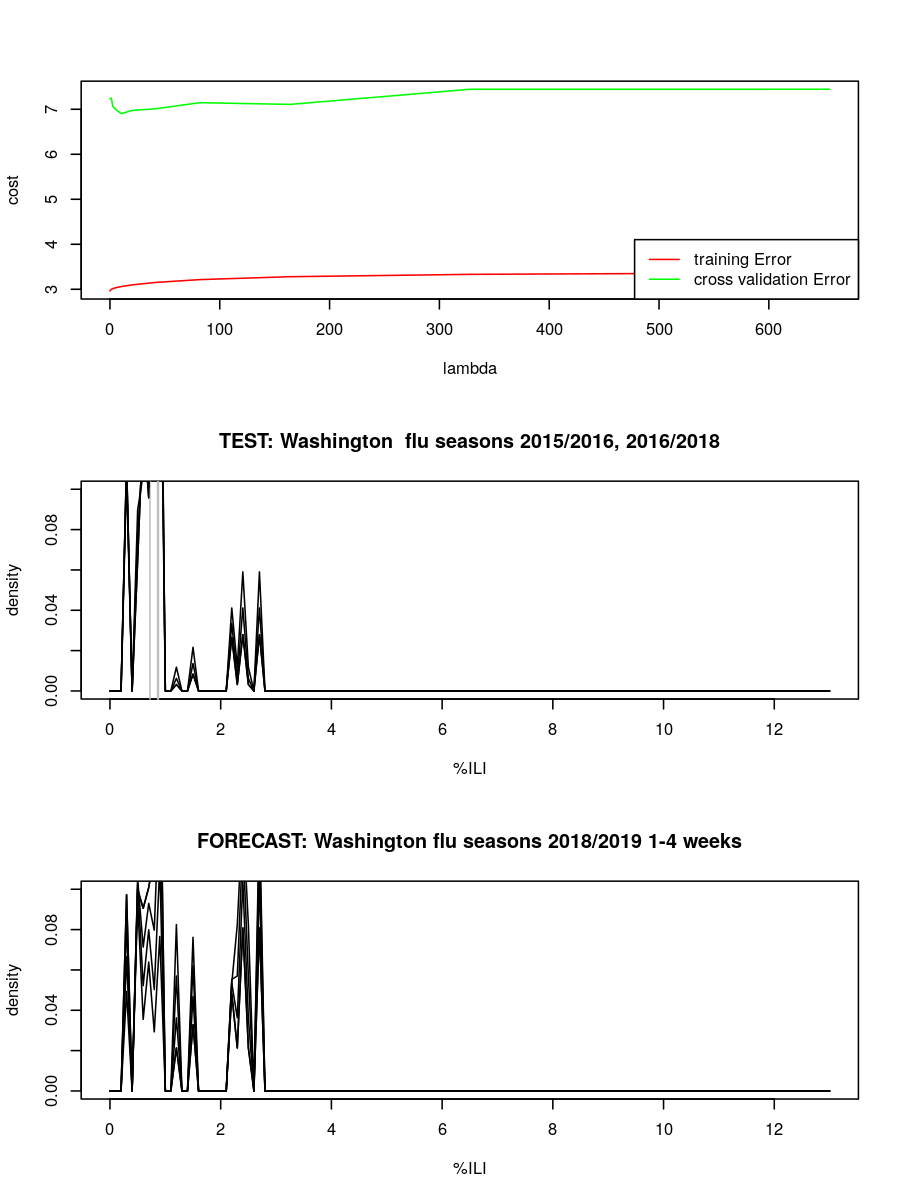 cost
7
6
5
4
3
training Error
cross validation Error
0 100 200 300 400 500 600
lambda
TEST: Washington  flu seasons 2015/2016, 2016/2018
density
0.08
0.04
0.00
0 2 4 6 8 10 12
%ILI
FORECAST: Washington flu seasons 2018/2019 1-4 weeks
density
0.08
0.04
0.00
0 2 4 6 8 10 12
%ILI